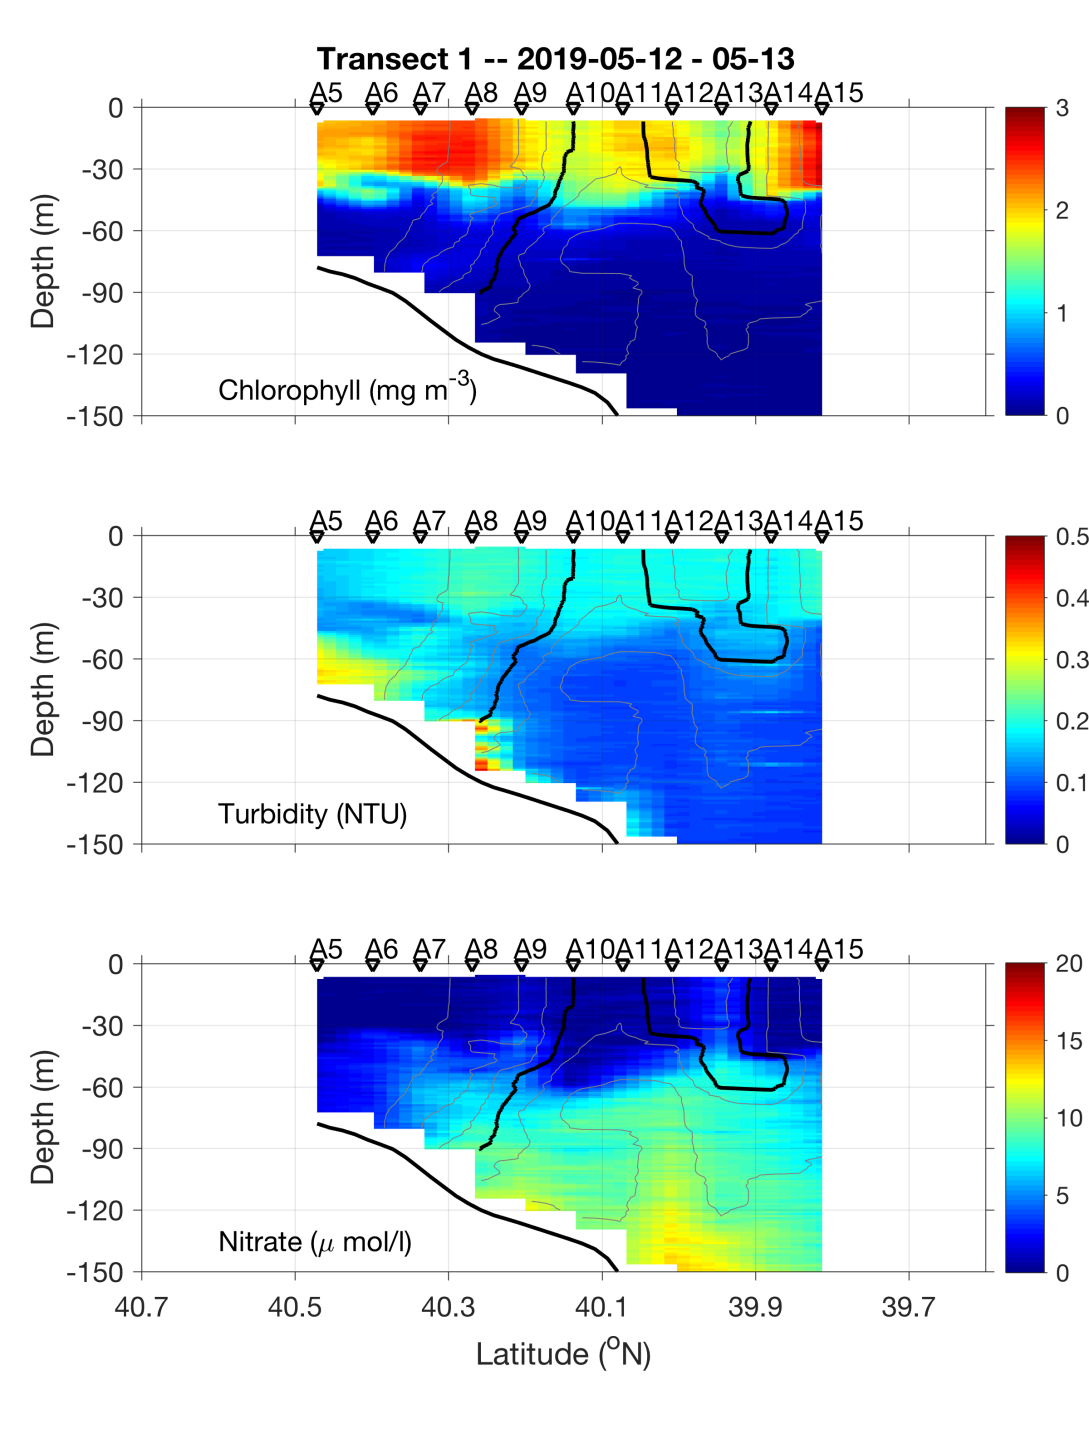 Transect 1 -- 2019-05-12 - 05-13
A5 A6 A7 A8 A9 A10 A11 A12 A13 A14 A15
0
-30
-60
-90
-120
-150
Depth (m)
Chlorophyll (mg m-3)
3
2
1
0
A5 A6 A7 A8 A9 A10 A11 A12 A13 A14 A15
0
-30
-60
-90
-120
-150
Depth (m)
Turbidity (NTU)
0.5
0.4
0.3
0.2
0.1
0
A5 A6 A7 A8 A9 A10 A11 A12 A13 A14 A15
0
-30
-60
-90
-120
-150
Depth (m)
Nitrate (μ mol/l)
20
15
10
5
0
40.7 40.5 40.3 40.1 39.9 39.7
Latitude (oN)